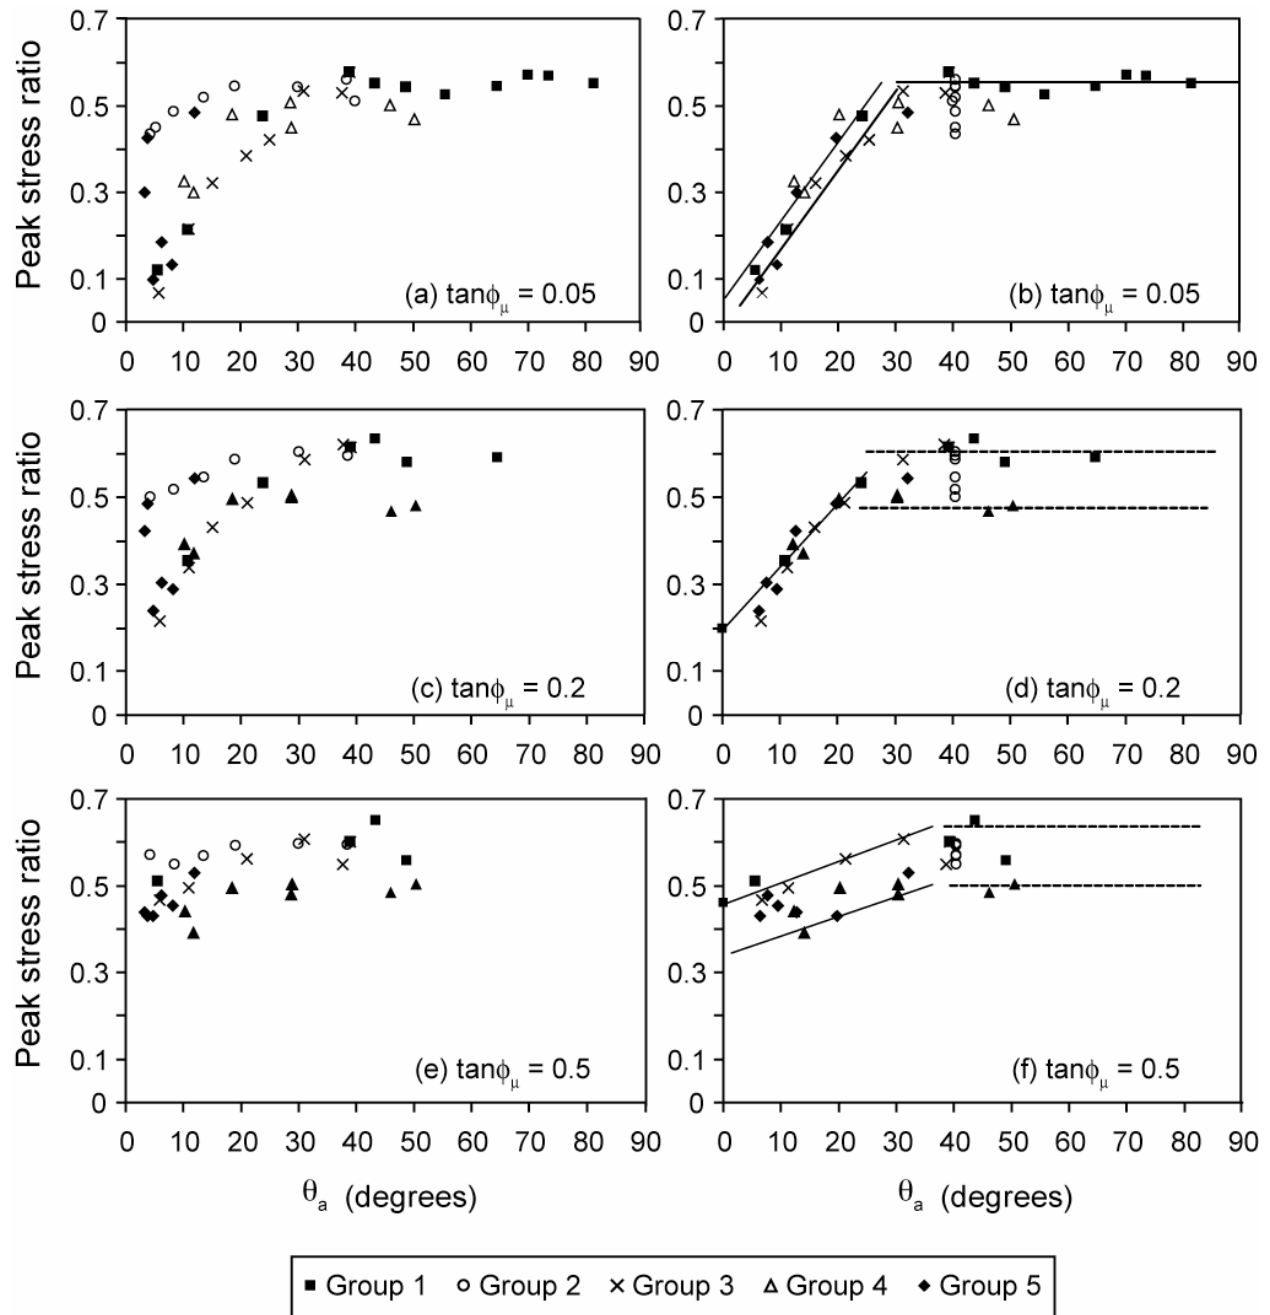 Peak stress ratio
0.7
0.5
0.3
0.1
0
(a) tanϕμ = 0.05
0 10 20 30 40 50 60 70 80 90
0.7
0.5
0.3
0.1
0
(b) tanϕμ = 0.05
0 10 20 30 40 50 60 70 80 90
Peak stress ratio
0.7
0.5
0.3
0.1
0
(c) tanϕμ = 0.2
0 10 20 30 40 50 60 70 80 90
0.7
0.5
0.3
0.1
0
(d) tanϕμ = 0.2
0 10 20 30 40 50 60 70 80 90
Peak stress ratio
0.7
0.5
0.3
0.1
0
(e) tanϕμ = 0.5
0 10 20 30 40 50 60 70 80 90
θa (degrees)
0.7
0.5
0.3
0.1
0
(f) tanϕμ = 0.5
0 10 20 30 40 50 60 70 80 90
θa (degrees)
Group 1 Group 2 Group 3 Group 4 Group 5